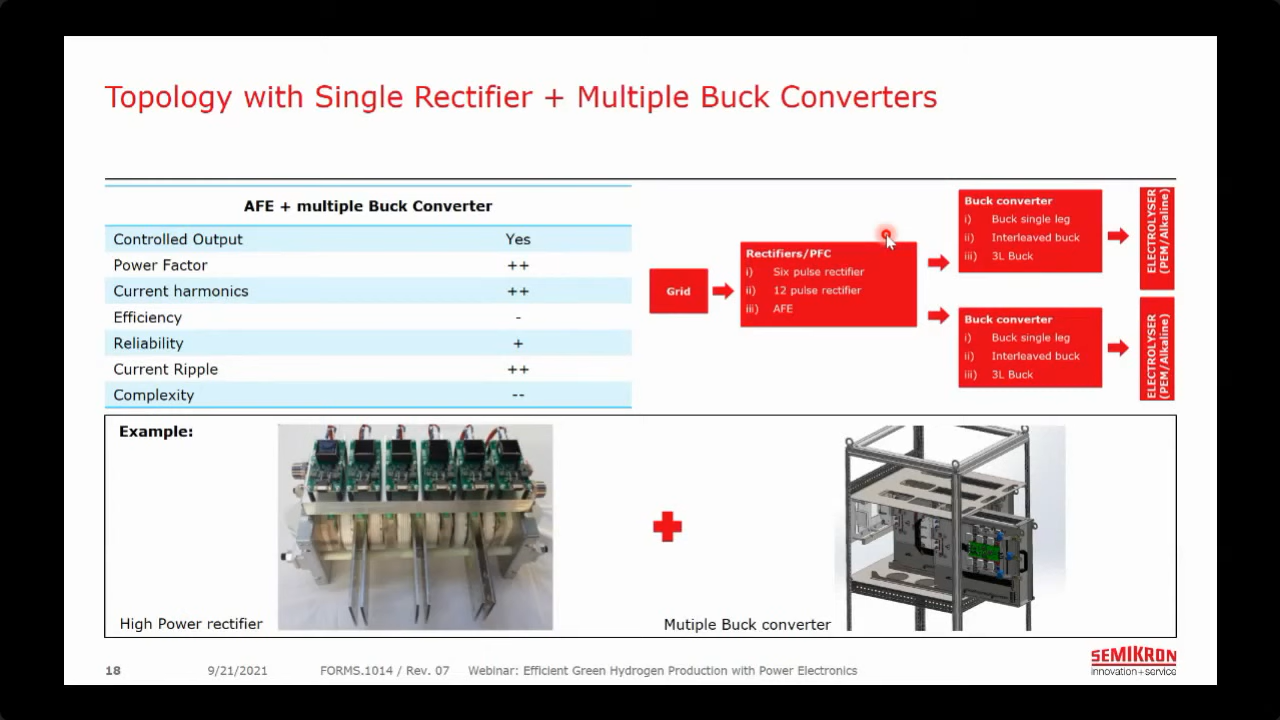 Topology with Single Rectifier + Multiple Buck Converters
AFE + multiple Buck Converter
Controlled Output Yes
Power Factor ++
Current harmonics ++
Efficiency -
Reliability +
Current Ripple ++
Complexity --
Grid
Rectifiers/PFC
i) Six pulse rectifier
ii) 12 pulse rectifier
iii) AFE
Buck converter
i) Buck single leg
ii) Interleaved buck
iii) 3L Buck
ELECTROLYSER
(PEM/Alkaline)
Buck converter
i) Buck single leg
ii) Interleaved buck
iii) 3L Buck
ELECTROLYSER
(PEM/Alkaline)
Example:
High Power rectifier
Mutiple Buck converter
18 9/21/2021 FORMS.1014 / Rev. 07 Webinar: Efficient Green Hydrogen Production with Power Electronics
SEMIKRON
innovation+service